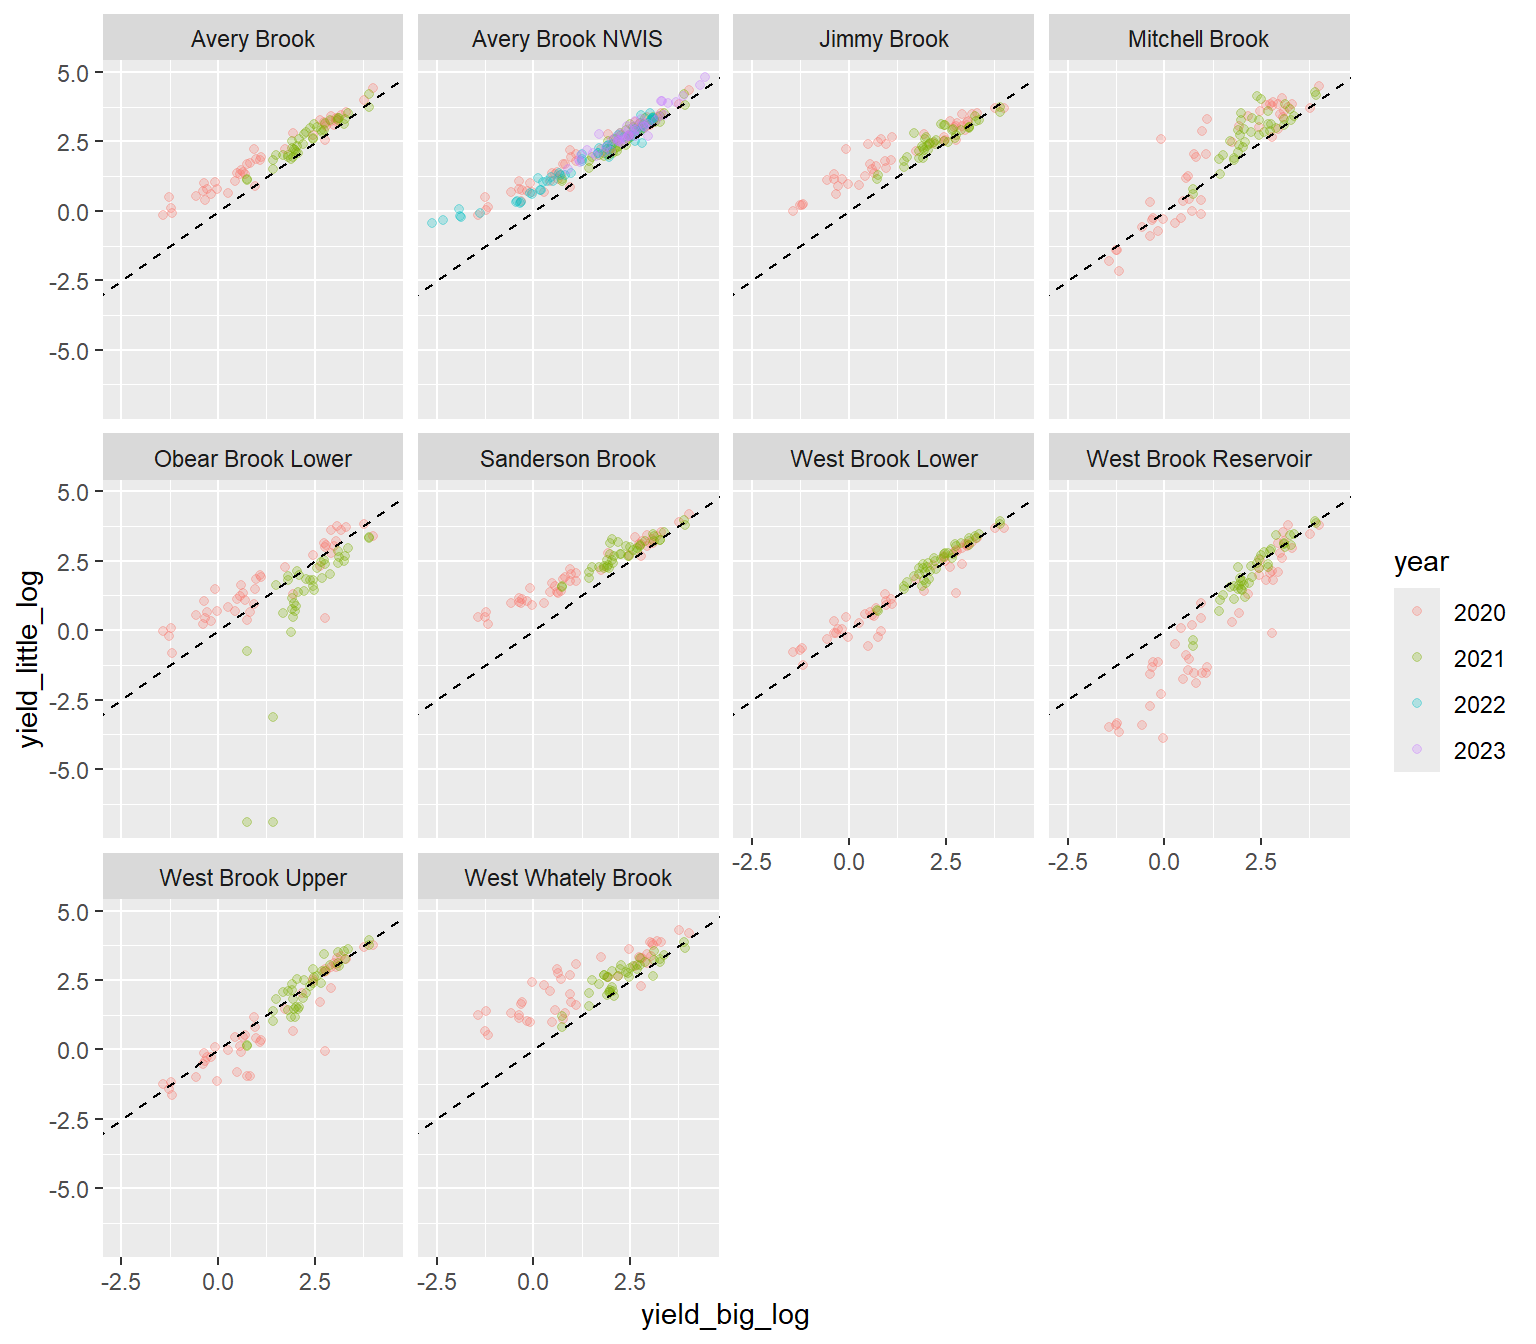 Avery Brook
Avery Brook NWIS
Jimmy Brook
Mitchell Brook
5.0
2.5
0.0
-2.5
-5.0
Obear Brook Lower
Sanderson Brook
West Brook Lower
West Brook Reservoir
5.0
2.5
0.0
-2.5
-5.0
-2.5 0.0 2.5
-2.5 0.0 2.5
West Brook Upper
West Whately Brook
5.0
2.5
0.0
-2.5
-5.0
-2.5 0.0 2.5
-2.5 0.0 2.5
yield_big_log
yield_little_log
year
2020
2021
2022
2023